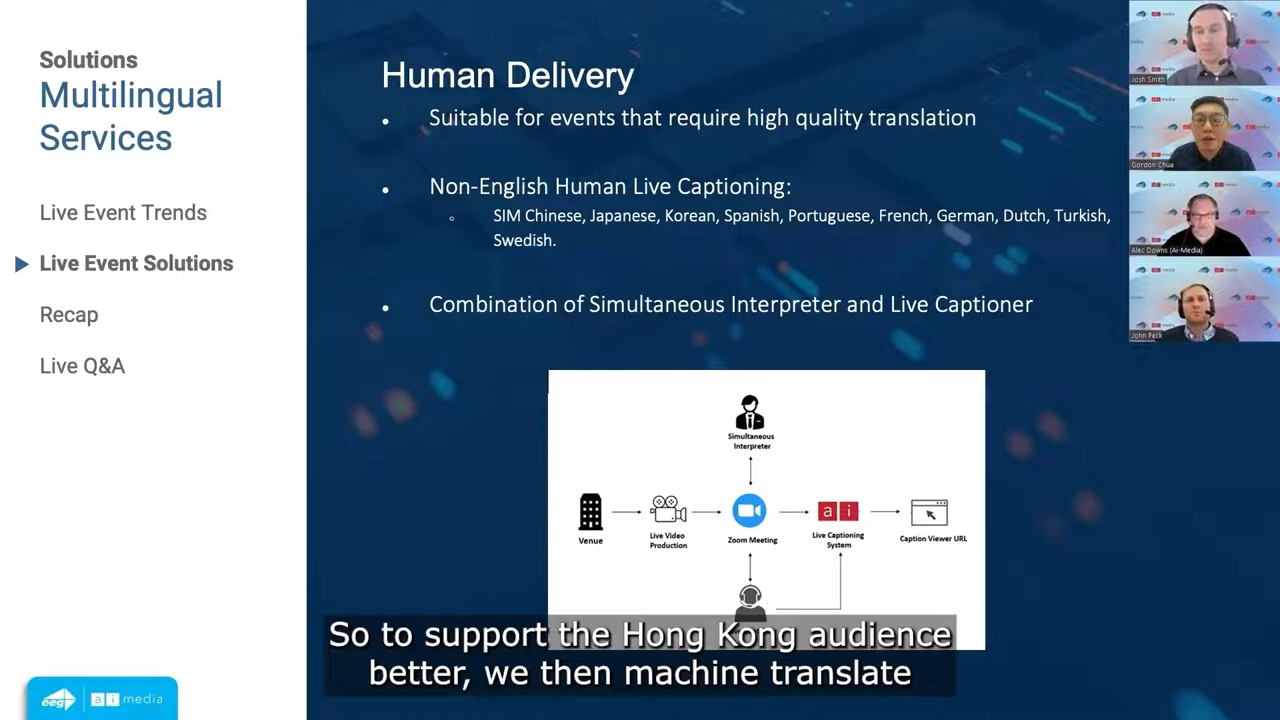 Solutions
Multilingual
Services
Live Event Trends
Live Event Solutions
Recap
Live Q&A
eeg
ai media
Human Delivery
Suitable for events that require high quality translation
Non-English Human Live Captioning:
SIM Chinese, Japanese, Korean, Spanish, Portuguese, French, German, Dutch, Turkish,
Swedish.
Combination of Simultaneous Interpreter and Live Captioner
Simultaneous
Interpreter
Venue
Live Video
Production
Zoom Meeting
ai
Live Captioning
System
Caption Viewer URL
So to support the Hong Kong audience
better, we then machine translate
Josh Smith
Gordon Chua
Alec Downs (Ai-Media)
John Peck